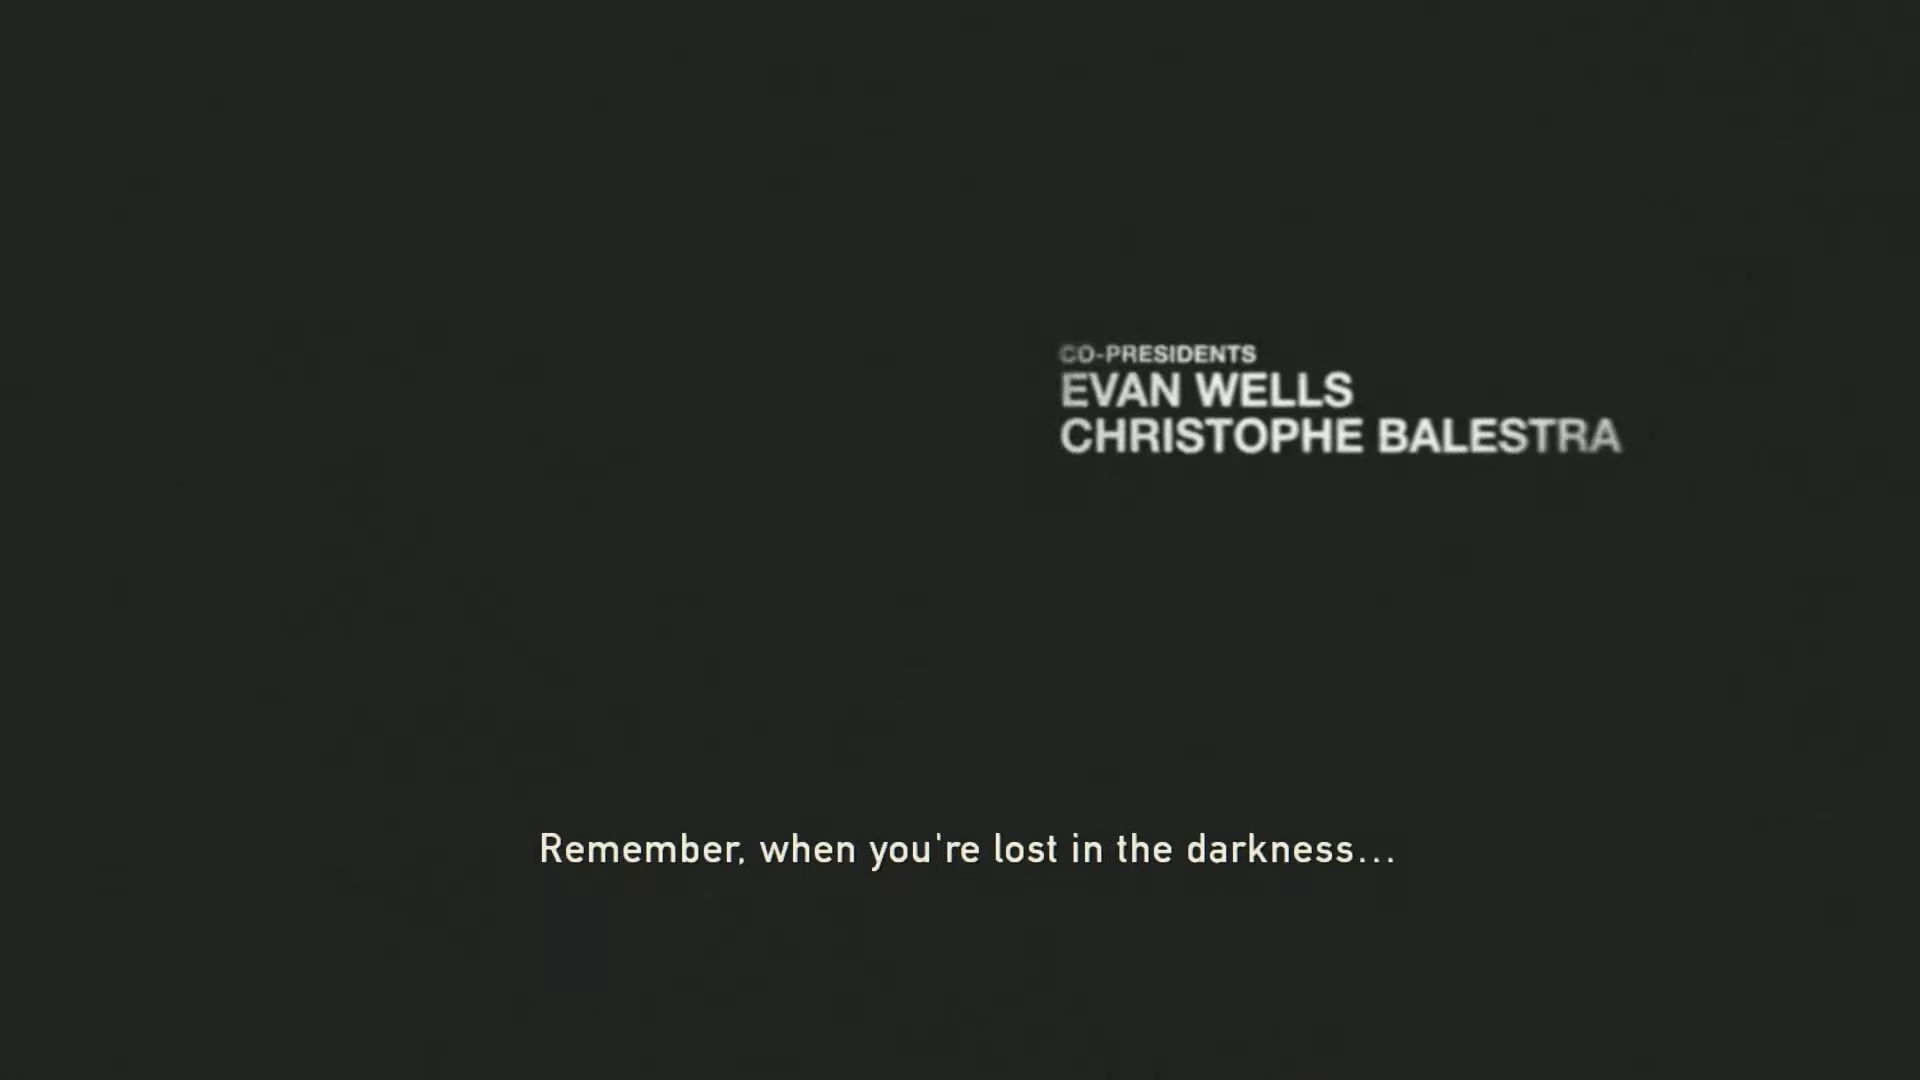 CO-PRESIDENTS
EVAN WELLS
CHRISTOPHE BALESTRA
Remember, when you're lost in the darkness...